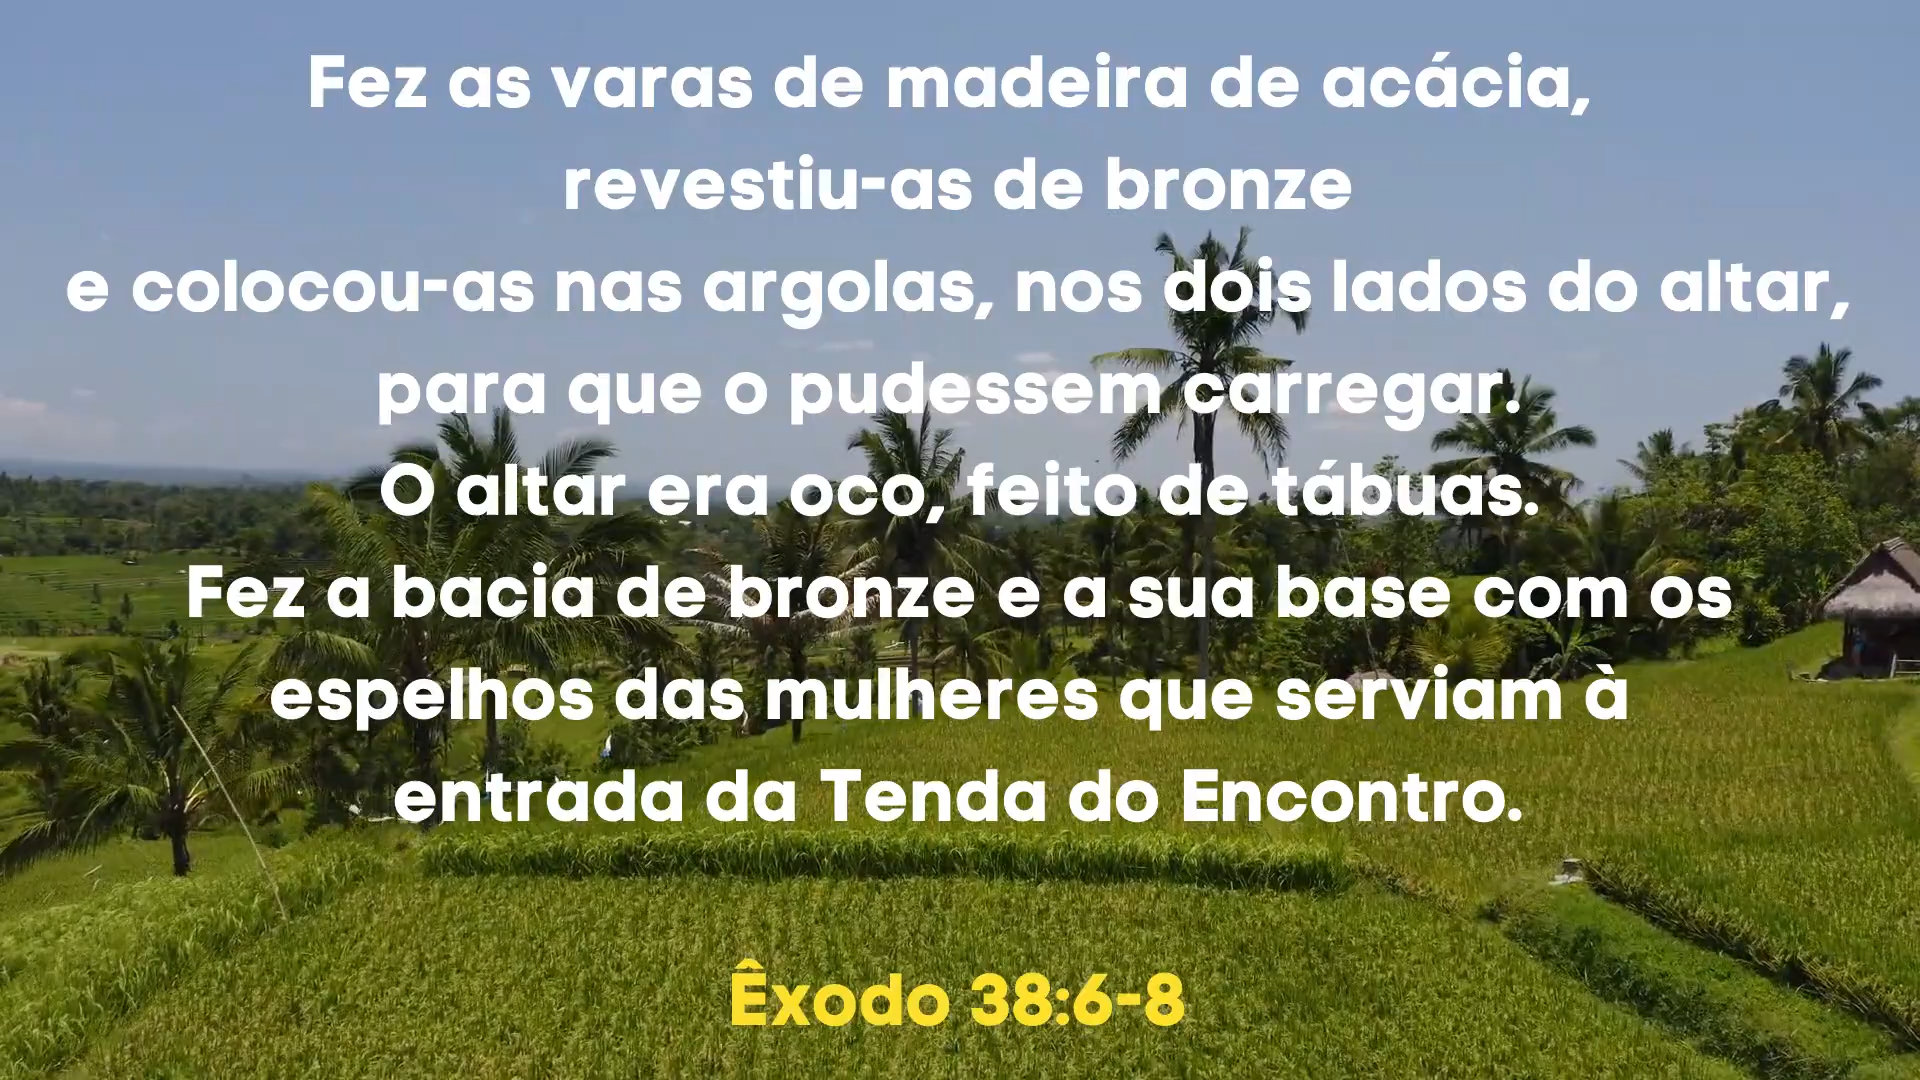 Fez as varas de madeira de acácia,
revestiu-as de bronze
e colocou-as nas argolas, nos dois lados do altar,
para que o pudessem carregar.
O altar era oco, feito de tábuas.
Fez a bacia de bronze e a sua base com os
espelhos das mulheres que serviam à
entrada da Tenda do Encontro.
Êxodo 38:6-8